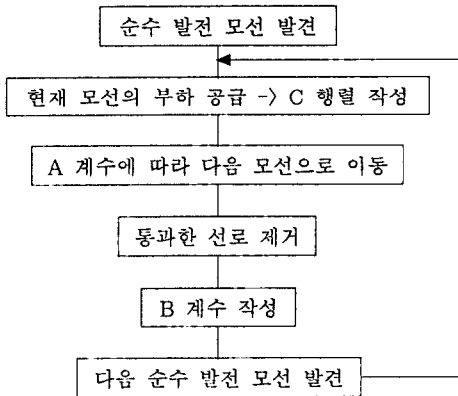 순수 발전 모선 발견
현재 모선의 부하 공급 -> C 행렬 작성
A 계수에 따라 다음 모선으로 이동
통과한 선로 제거
B 계수 작성
다음 순수 발전 모선 발견